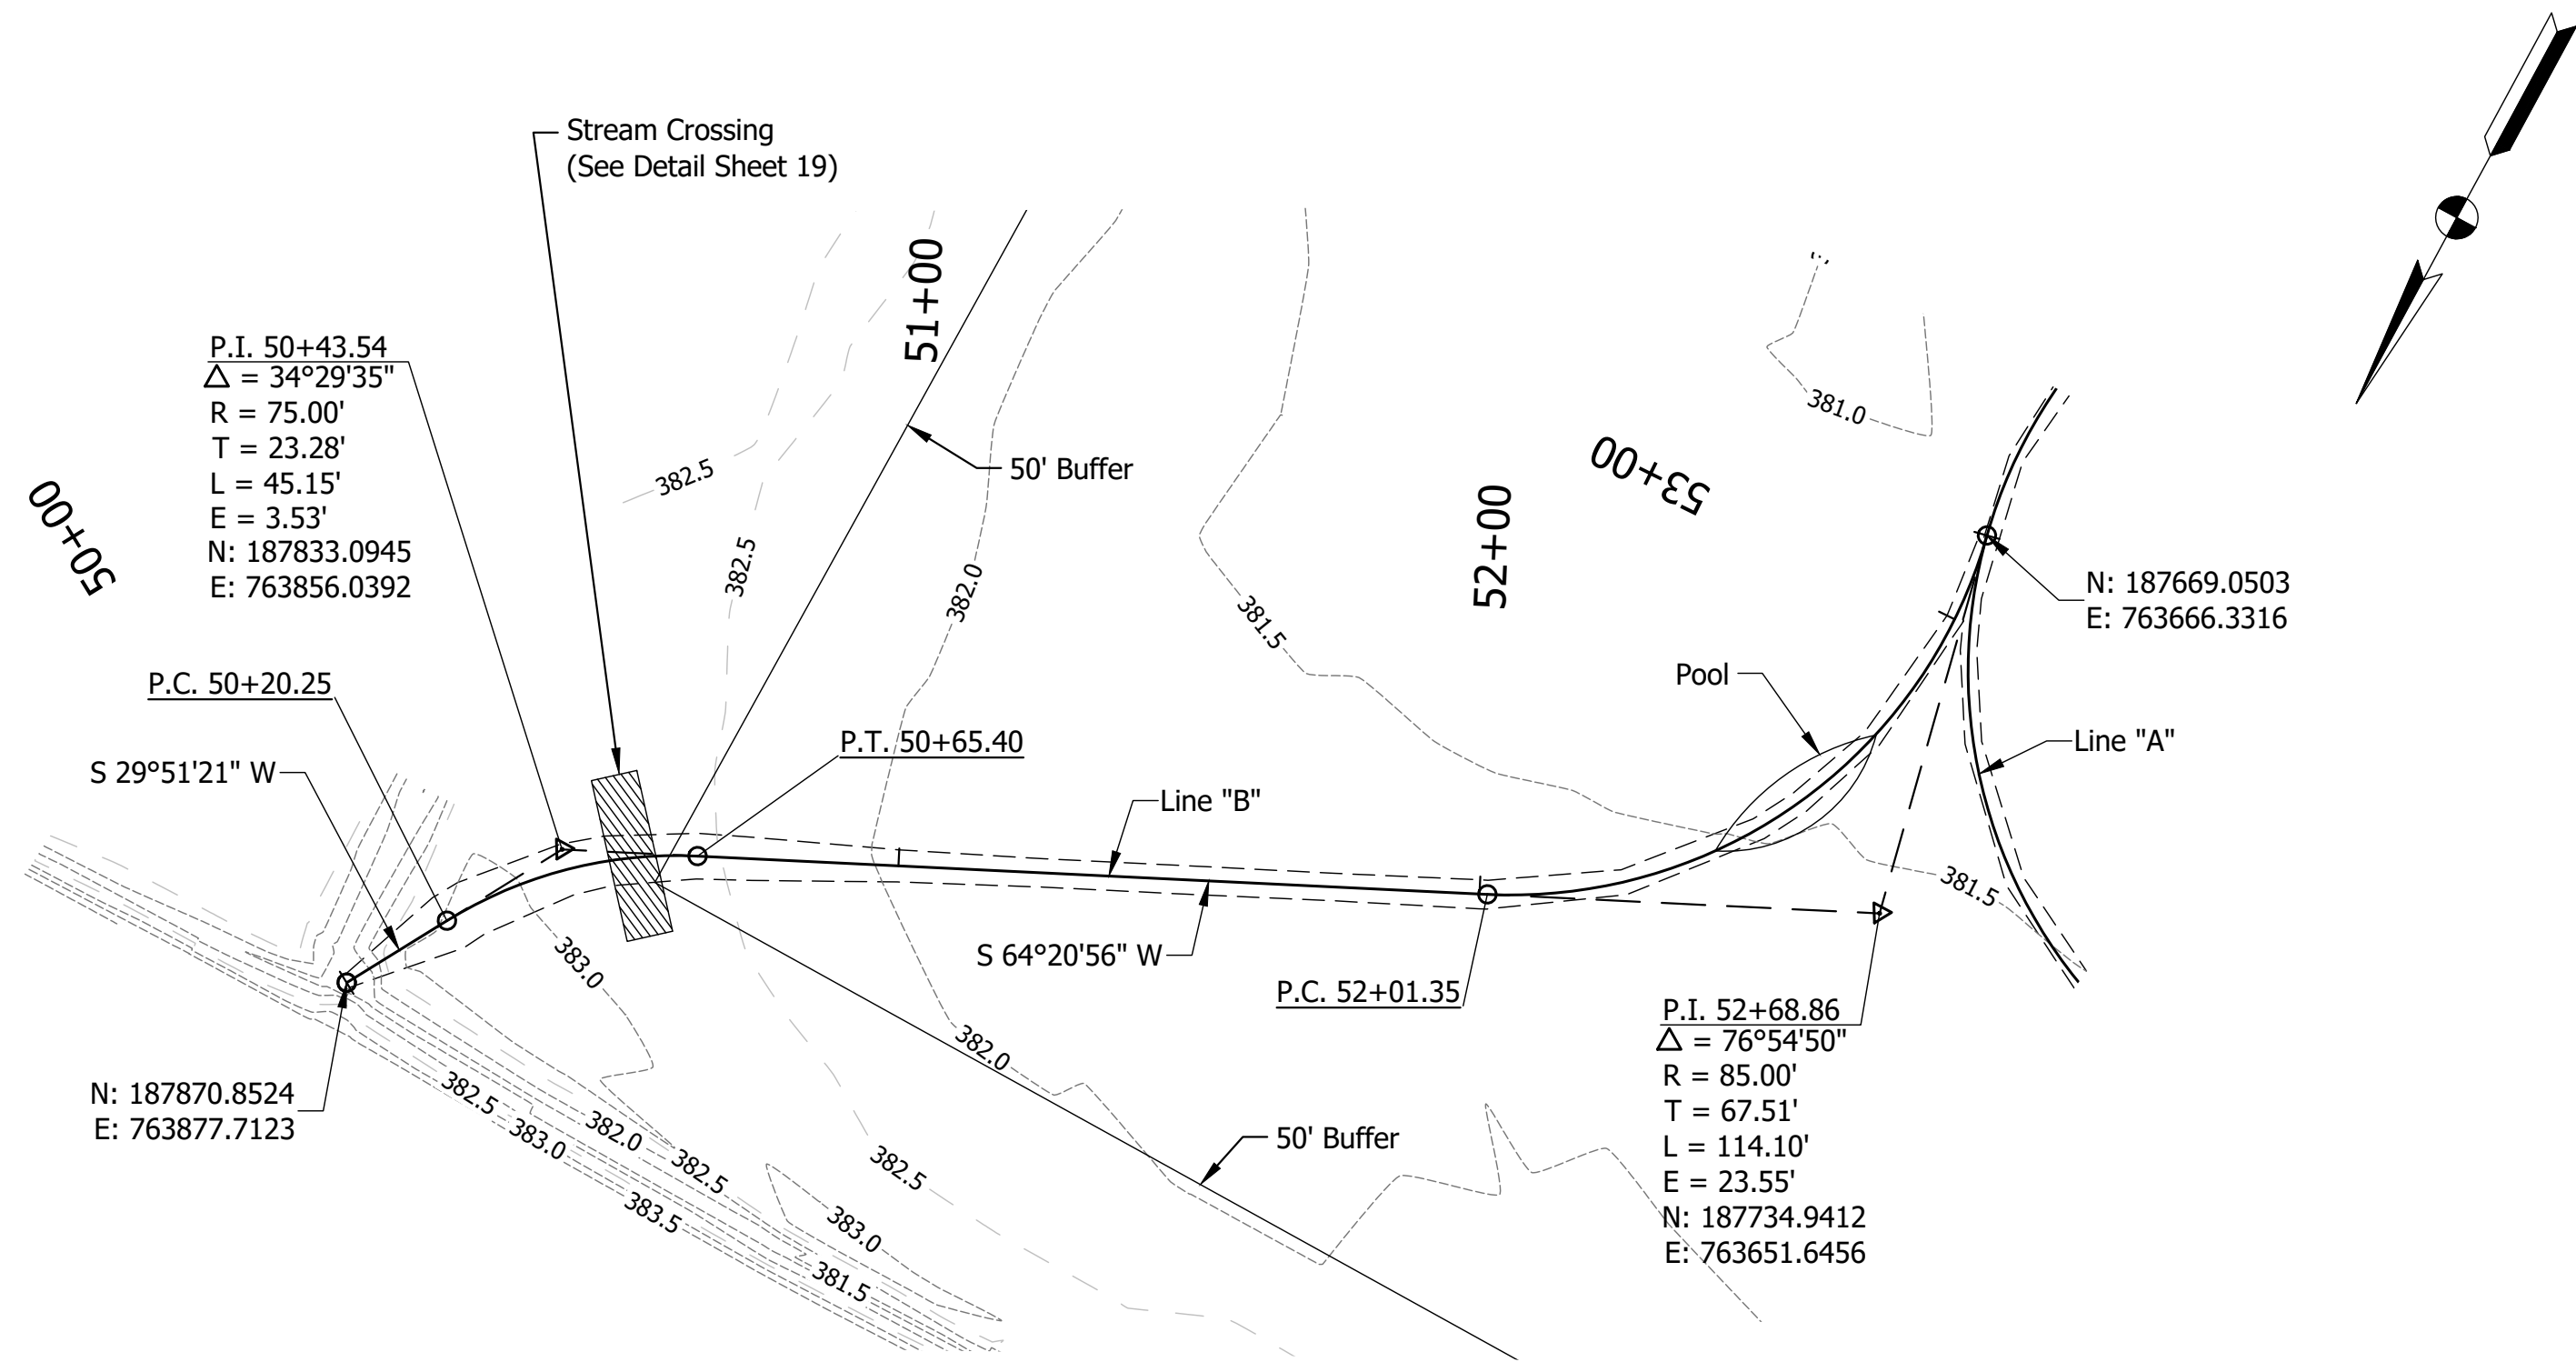 Stream Crossing
(See Detail Sheet 19)
51+00
P.I. 50+43.54
△ = 34°29'35"
R = 75.00'
T = 23.28'
L = 45.15'
E = 3.53'
N: 187833.0945
E: 763856.0392
50+00
382.5
50' Buffer
382.5
382.0
381.0
53+00
52+00
381.5
N: 187669.0503
E: 763666.3316
P.C. 50+20.25
Pool
P.T. 50+65.40
Line "A"
S 29°51'21" W
Line "B"
381.5
383.0
S 64°20'56" W
P.C. 52+01.35
P.I. 52+68.86
△ = 76°54'50"
R = 85.00'
T = 67.51'
L = 114.10'
E = 23.55'
N: 187734.9412
E: 763651.6456
382.0
N: 187870.8524
E: 763877.7123
382.5
383.0
382.0
382.5
383.5
382.5
50' Buffer
383.0
381.5